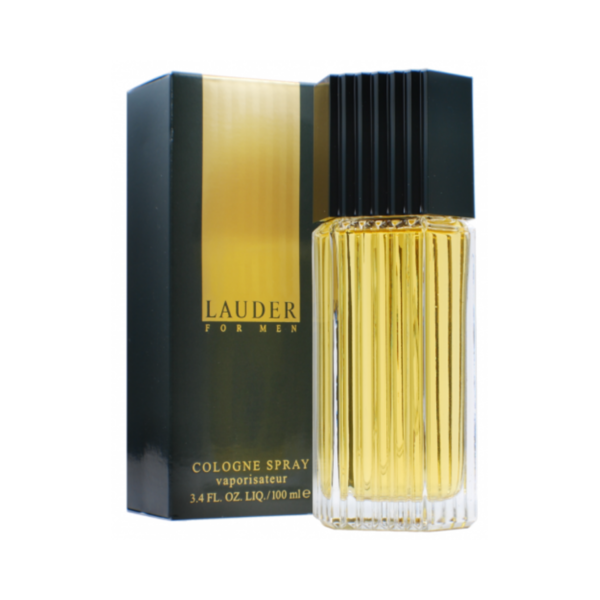 LAUDER
FOR MEN
COLOGNE SPRAY
vaporisateur
3.4 FL. OZ. LIQ./100 ml ℮